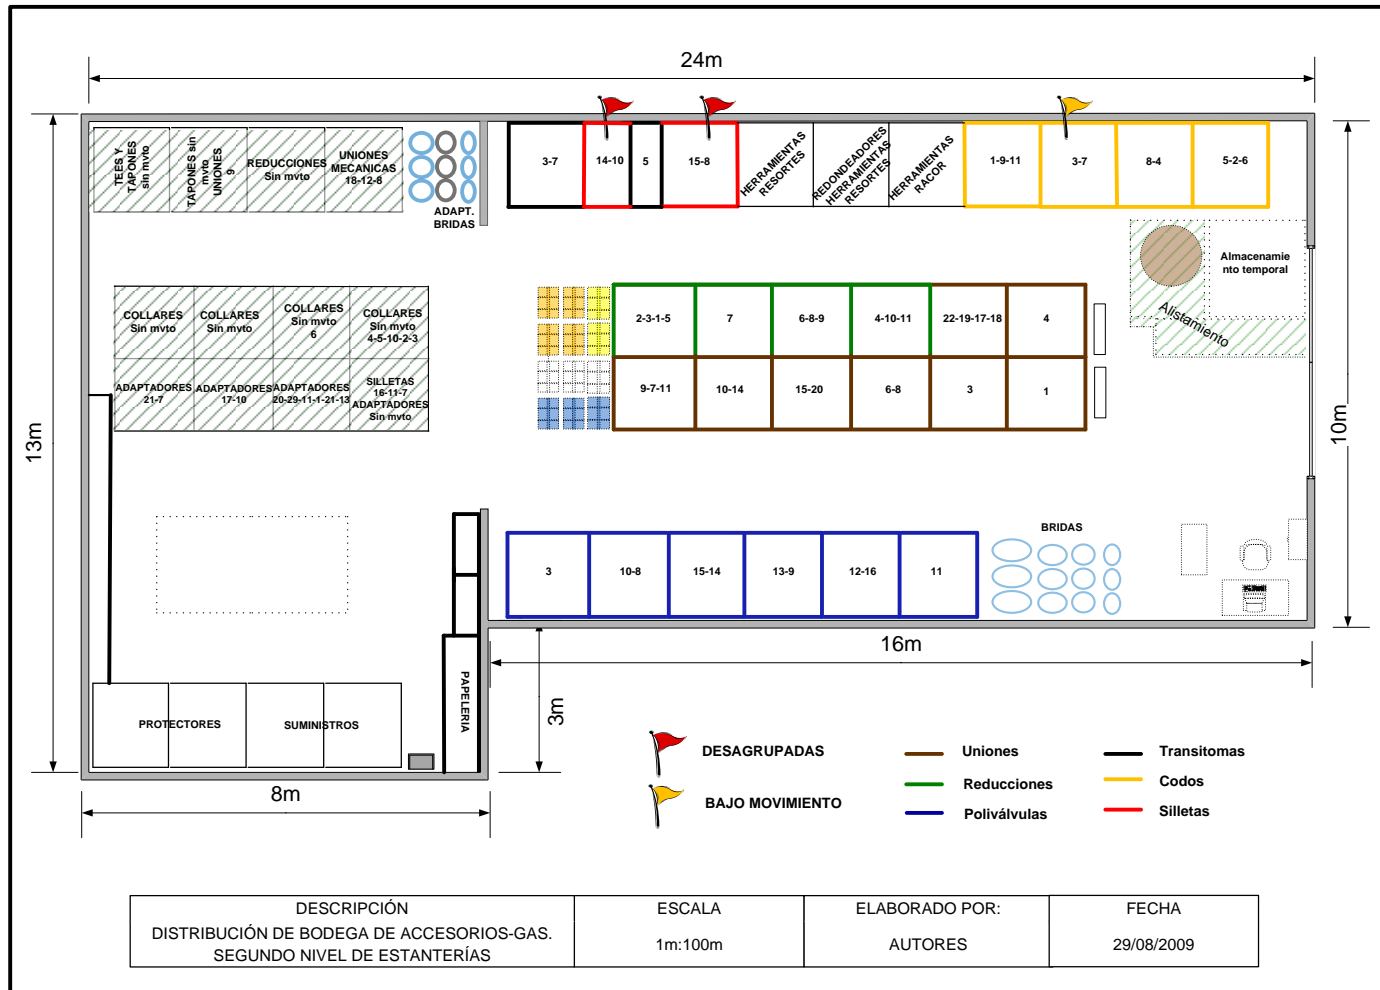 24m
TEES Y
TAPONES
sin mvto
TAPONES sin
mvto
UNIONES
9
REDUCCIONES
Sin mvto
UNIONES
MECANICAS
18-12-8
ADAPT.
BRIDAS
3-7
14-10
5
15-8
HERRAMIENTAS
RESORTES
REDONDEADORES
HERRAMIENTAS
RESORTES
HERRAMIENTAS
RACOR
1-9-11
3-7
8-4
5-2-6
Almacenamie
nto temporal
Alistamiento
COLLARES
Sin mvto
COLLARES
Sin mvto
COLLARES
Sin mvto
6
COLLARES
Sin mvto
4-5-10-2-3
ADAPTADORES
21-7
ADAPTADORES
17-10
ADAPTADORES
20-29-11-1-21-13
SILLETAS
16-11-7
ADAPTADORES
Sin mvto
2-3-1-5
7
6-8-9
4-10-11
22-19-17-18
4
9-7-11
10-14
15-20
6-8
3
1
13m
10m
3
10-8
15-14
13-9
12-16
11
BRIDAS
16m
3m
PAPELERIA
PROTECTORES
SUMINISTROS
8m
DESAGRUPADAS
BAJO MOVIMIENTO
Uniones
Reducciones
Poliválvulas
Transitomas
Codos
Silletas
DESCRIPCIÓN
DISTRIBUCIÓN DE BODEGA DE ACCESORIOS-GAS.
SEGUNDO NIVEL DE ESTANTERÍAS
ESCALA
1m:100m
ELABORADO POR:
AUTORES
FECHA
29/08/2009